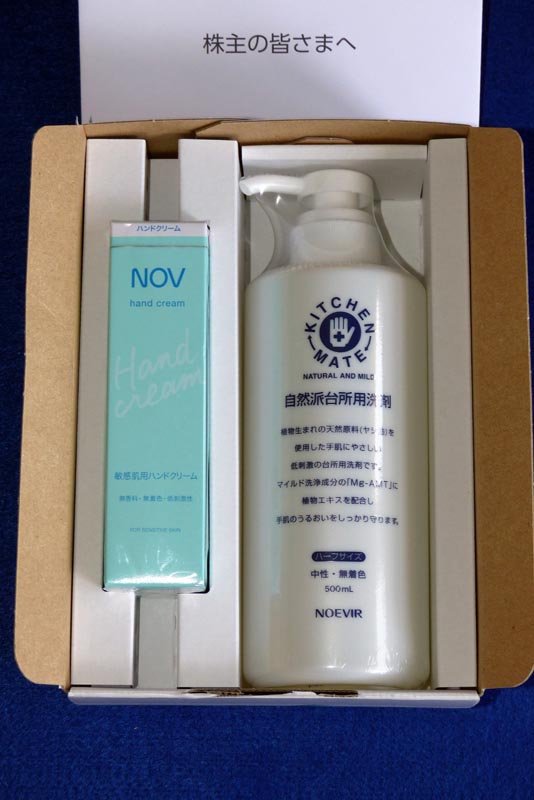 株主の皆さまへ
ハンドクリーム
NOV
hand cream
Hand
cream
敏感肌用ハンドクリーム
無香料・無着色・低刺激性
FOR SENSITIVE SKIN
KITCHEN
MATE
NATURAL AND MILD
自然派台所用洗剤
植物生まれの天然原料(ヤシ油)を
使用した手肌にやさしい
低刺激の台所用洗剤です。
マイルド洗浄成分の「Mg-AMT」に
植物エキスを配合し
手肌のうるおいをしっかり守ります。
ハーフサイズ
中性・無着色
500mL
NOEVIR